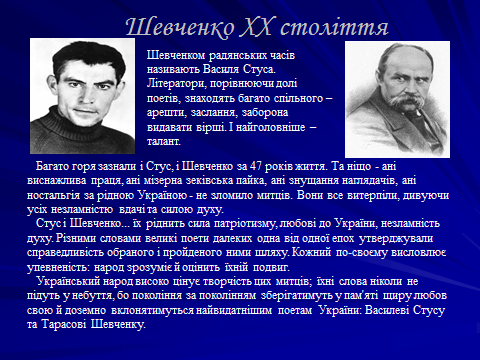 Шевченко ХХ століття
Шевченком радянських часів
називають Василя Стуса.
Літератори, порівнюючи долі
поетів, знаходять багато спільного –
арешти, заслання, заборона
видавати вірші. І найголовніше –
талант.
Багато горя зазнали і Стус, і Шевченко за 47 років життя. Та ніщо - ані
виснажлива праця, ані мізерна зеківська пайка, ані знущання наглядачів, ані
ностальгія за рідною Україною - не зломило митців. Вони все витерпіли, дивуючи
усіх незламністю вдачі та силою духу.
Стус і Шевченко... їх ріднить сила патріотизму, любові до України, незламність
духу. Різними словами великі поети далеких одна від одної епох утверджували
справедливість обраного і пройденого ними шляху. Кожний по-своєму висловлює
упевненість: народ зрозуміє й оцінить їхній подвиг.
Український народ високо цінує творчість цих митців; їхні слова ніколи не
підуть у небуття, бо покоління за поколінням зберігатимуть у пам'яті щиру любов
свою й доземно вклонятимуться найвидатнішим поетам України: Василеві Стусу
та Тарасові Шевченку.